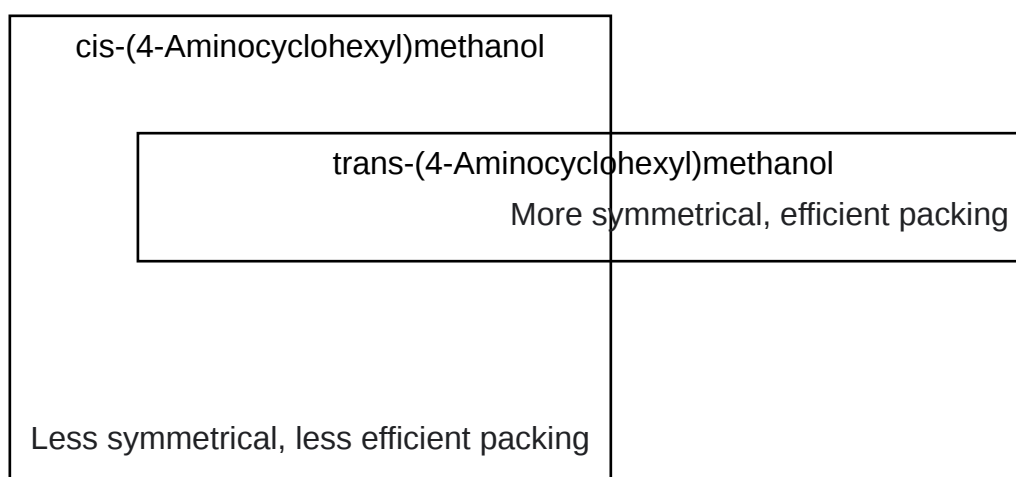 cis-(4-Aminocyclohexyl)methanol
trans-(4-Aminocyclohexyl)methanol
More symmetrical, efficient packing
Less symmetrical, less efficient packing